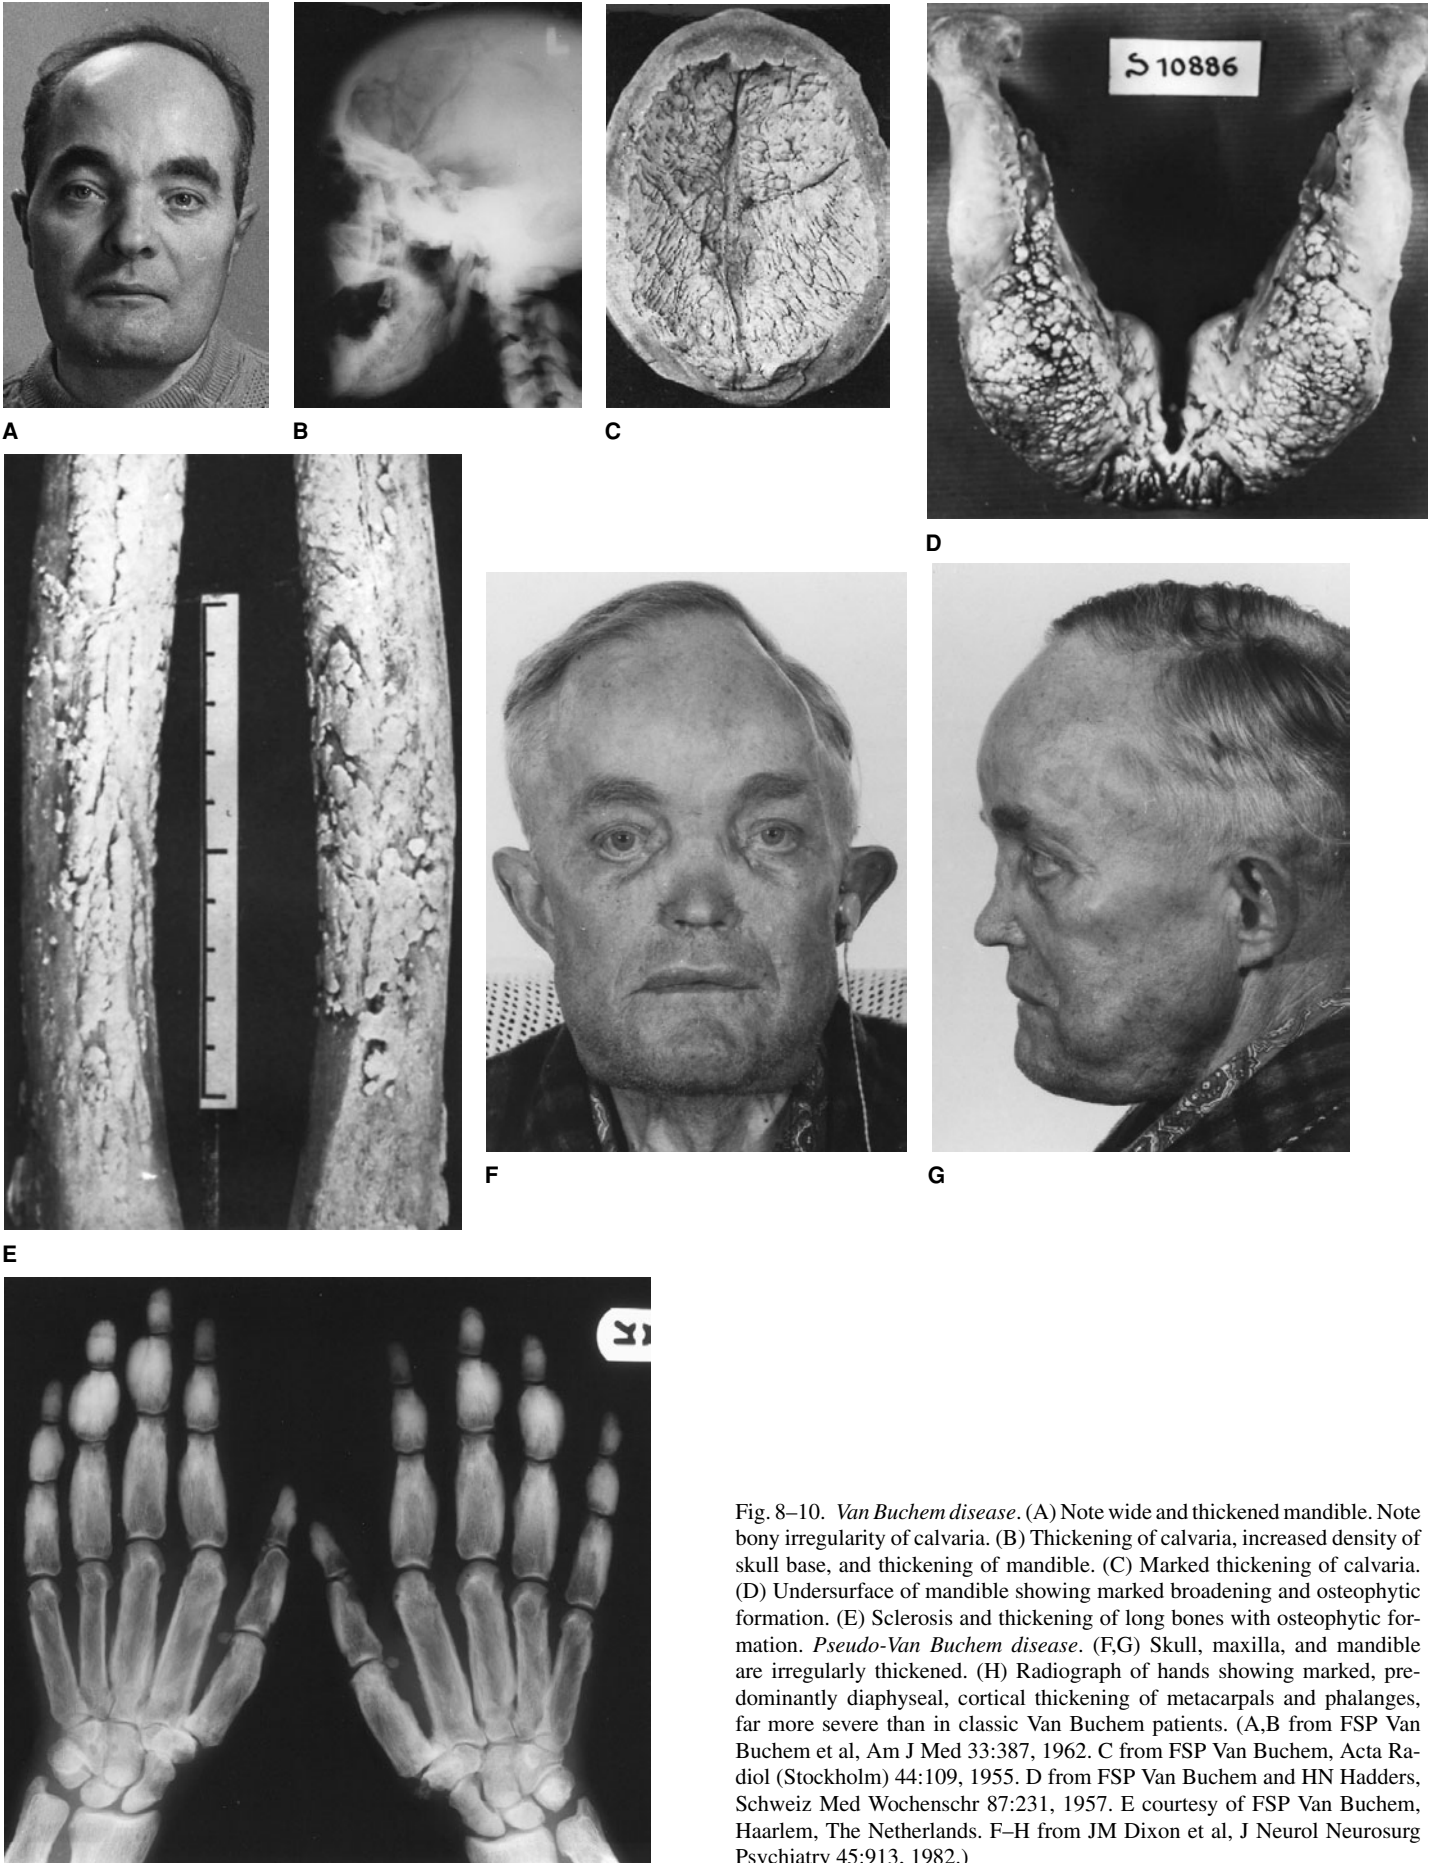 L
S 10886
A
B
C
D
E
F
G
Fig. 8–10. Van Buchem disease. (A) Note wide and thickened mandible. Note
bony irregularity of calvaria. (B) Thickening of calvaria, increased density of
skull base, and thickening of mandible. (C) Marked thickening of calvaria.
(D) Undersurface of mandible showing marked broadening and osteophytic
formation. (E) Sclerosis and thickening of long bones with osteophytic for-
mation. Pseudo-Van Buchem disease. (F,G) Skull, maxilla, and mandible
are irregularly thickened. (H) Radiograph of hands showing marked, pre-
dominantly diaphyseal, cortical thickening of metacarpals and phalanges,
far more severe than in classic Van Buchem patients. (A,B from FSP Van
Buchem et al, Am J Med 33:387, 1962. C from FSP Van Buchem, Acta Ra-
diol (Stockholm) 44:109, 1955. D from FSP Van Buchem and HN Hadders,
Schweiz Med Wochenschr 87:231, 1957. E courtesy of FSP Van Buchem,
Haarlem, The Netherlands. F–H from JM Dixon et al, J Neurol Neurosurg
Psychiatry 45:913, 1982.)